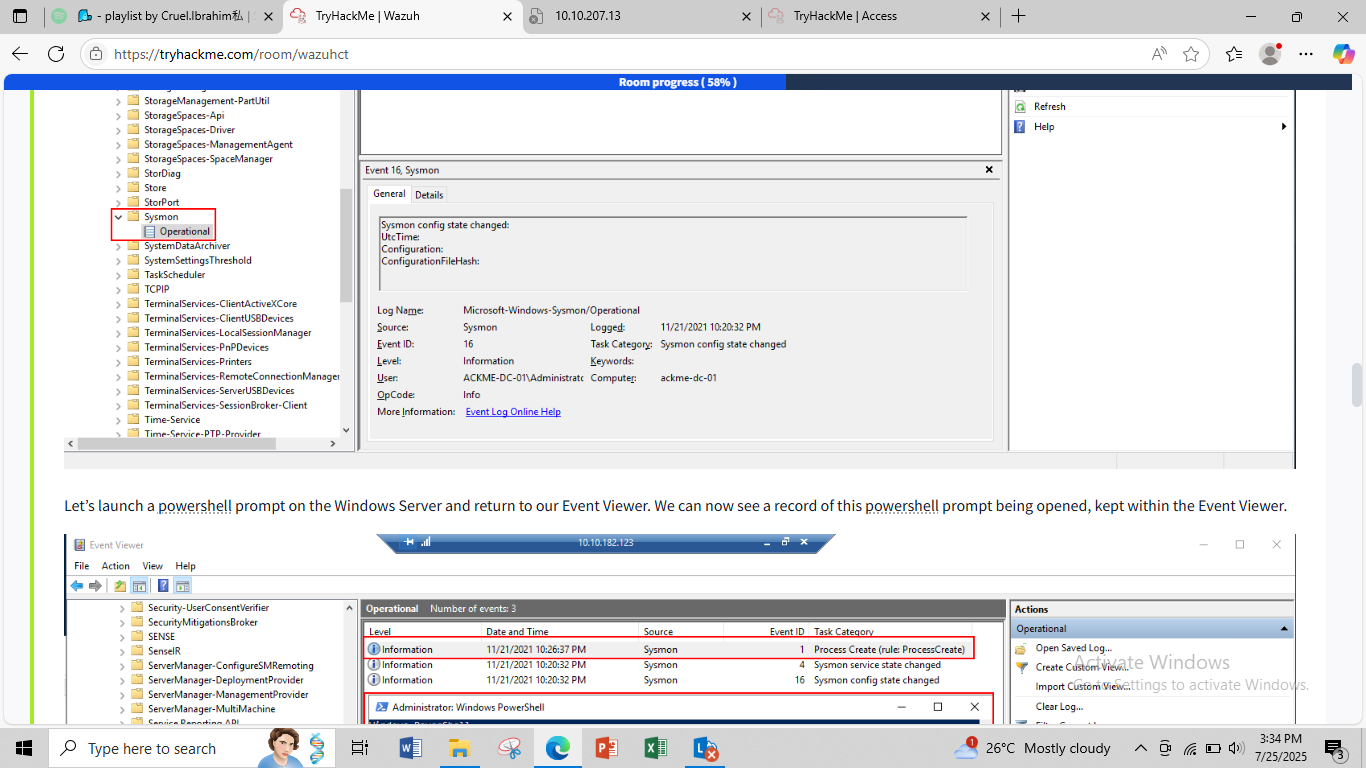 - playlist by Cruel.Ibrahim私 |
TryHackMe | Wazuh
10.10.207.13
TryHackMe | Access
https://tryhackme.com/room/wazuhct
Room progress ( 58% )
StorageManagement-PartUtil
StorageSpaces-Api
StorageSpaces-Driver
StorageSpaces-ManagementAgent
StorageSpaces-SpaceManager
StorDiag
Store
StorPort
Sysmon
Operational
SystemDataArchiver
SystemSettingsThreshold
TaskScheduler
TCPIP
TerminalServices-ClientActiveXCore
TerminalServices-ClientUSBDevices
TerminalServices-LocalSessionManager
TerminalServices-PnPDevices
TerminalServices-Printers
TerminalServices-RemoteConnectionManager
TerminalServices-ServerUSBDevices
TerminalServices-SessionBroker-Client
Time-Service
Time-Service-PTP-Provider
Event 16, Sysmon
General Details
Sysmon config state changed:
UtcTime:
Configuration:
ConfigurationFileHash:
Log Name: Microsoft-Windows-Sysmon/Operational
Source: Sysmon Logged: 11/21/2021 10:20:32 PM
Event ID: 16 Task Category: Sysmon config state changed
Level: Information Keywords:
User: ACKME-DC-01\Administratc Computer: ackme-dc-01
OpCode: Info
More Information: Event Log Online Help
Refresh
Help
Let’s launch a powershell prompt on the Windows Server and return to our Event Viewer. We can now see a record of this powershell prompt being opened, kept within the Event Viewer.
Event Viewer
10.10.182.123
File Action View Help
Security-UserConsentVerifier
SecurityMitigationsBroker
SENSE
SenseIR
ServerManager-ConfigureSMRemoting
ServerManager-DeploymentProvider
ServerManager-ManagementProvider
ServerManager-MultiMachine
Service Reporting API
Operational Number of events: 3
Level Date and Time Source Event ID Task Category
Information 11/21/2021 10:26:37 PM Sysmon 1 Process Create (rule: ProcessCreate)
Information 11/21/2021 10:20:32 PM Sysmon 4 Sysmon service state changed
Information 11/21/2021 10:20:32 PM Sysmon 16 Sysmon config state changed
Administrator: Windows PowerShell
Actions
Operational
Open Saved Log...
Create Custom View...
Import Custom View...
Clear Log...
Activate Windows
Go to Settings to activate Windows.
Type here to search
26°C Mostly cloudy
3:34 PM
7/25/2025